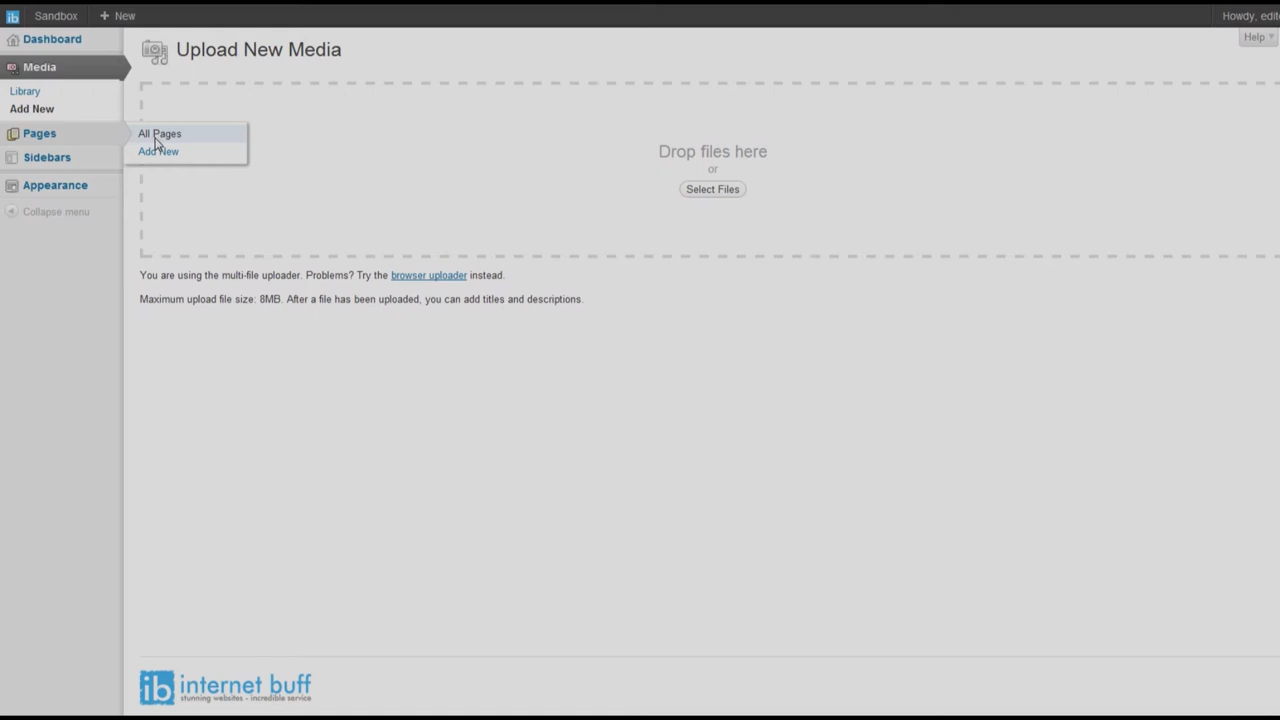 Sandbox
New
Howdy, edit
Dashboard
Help
Upload New Media
Media
Library
Add New
Pages
All Pages
Add New
Sidebars
Drop files here
or
Select Files
Appearance
Collapse menu
You are using the multi-file uploader. Problems? Try the browser uploader instead.
Maximum upload file size: 8MB. After a file has been uploaded, you can add titles and descriptions.
ib internet buff
stunning websites - incredible service